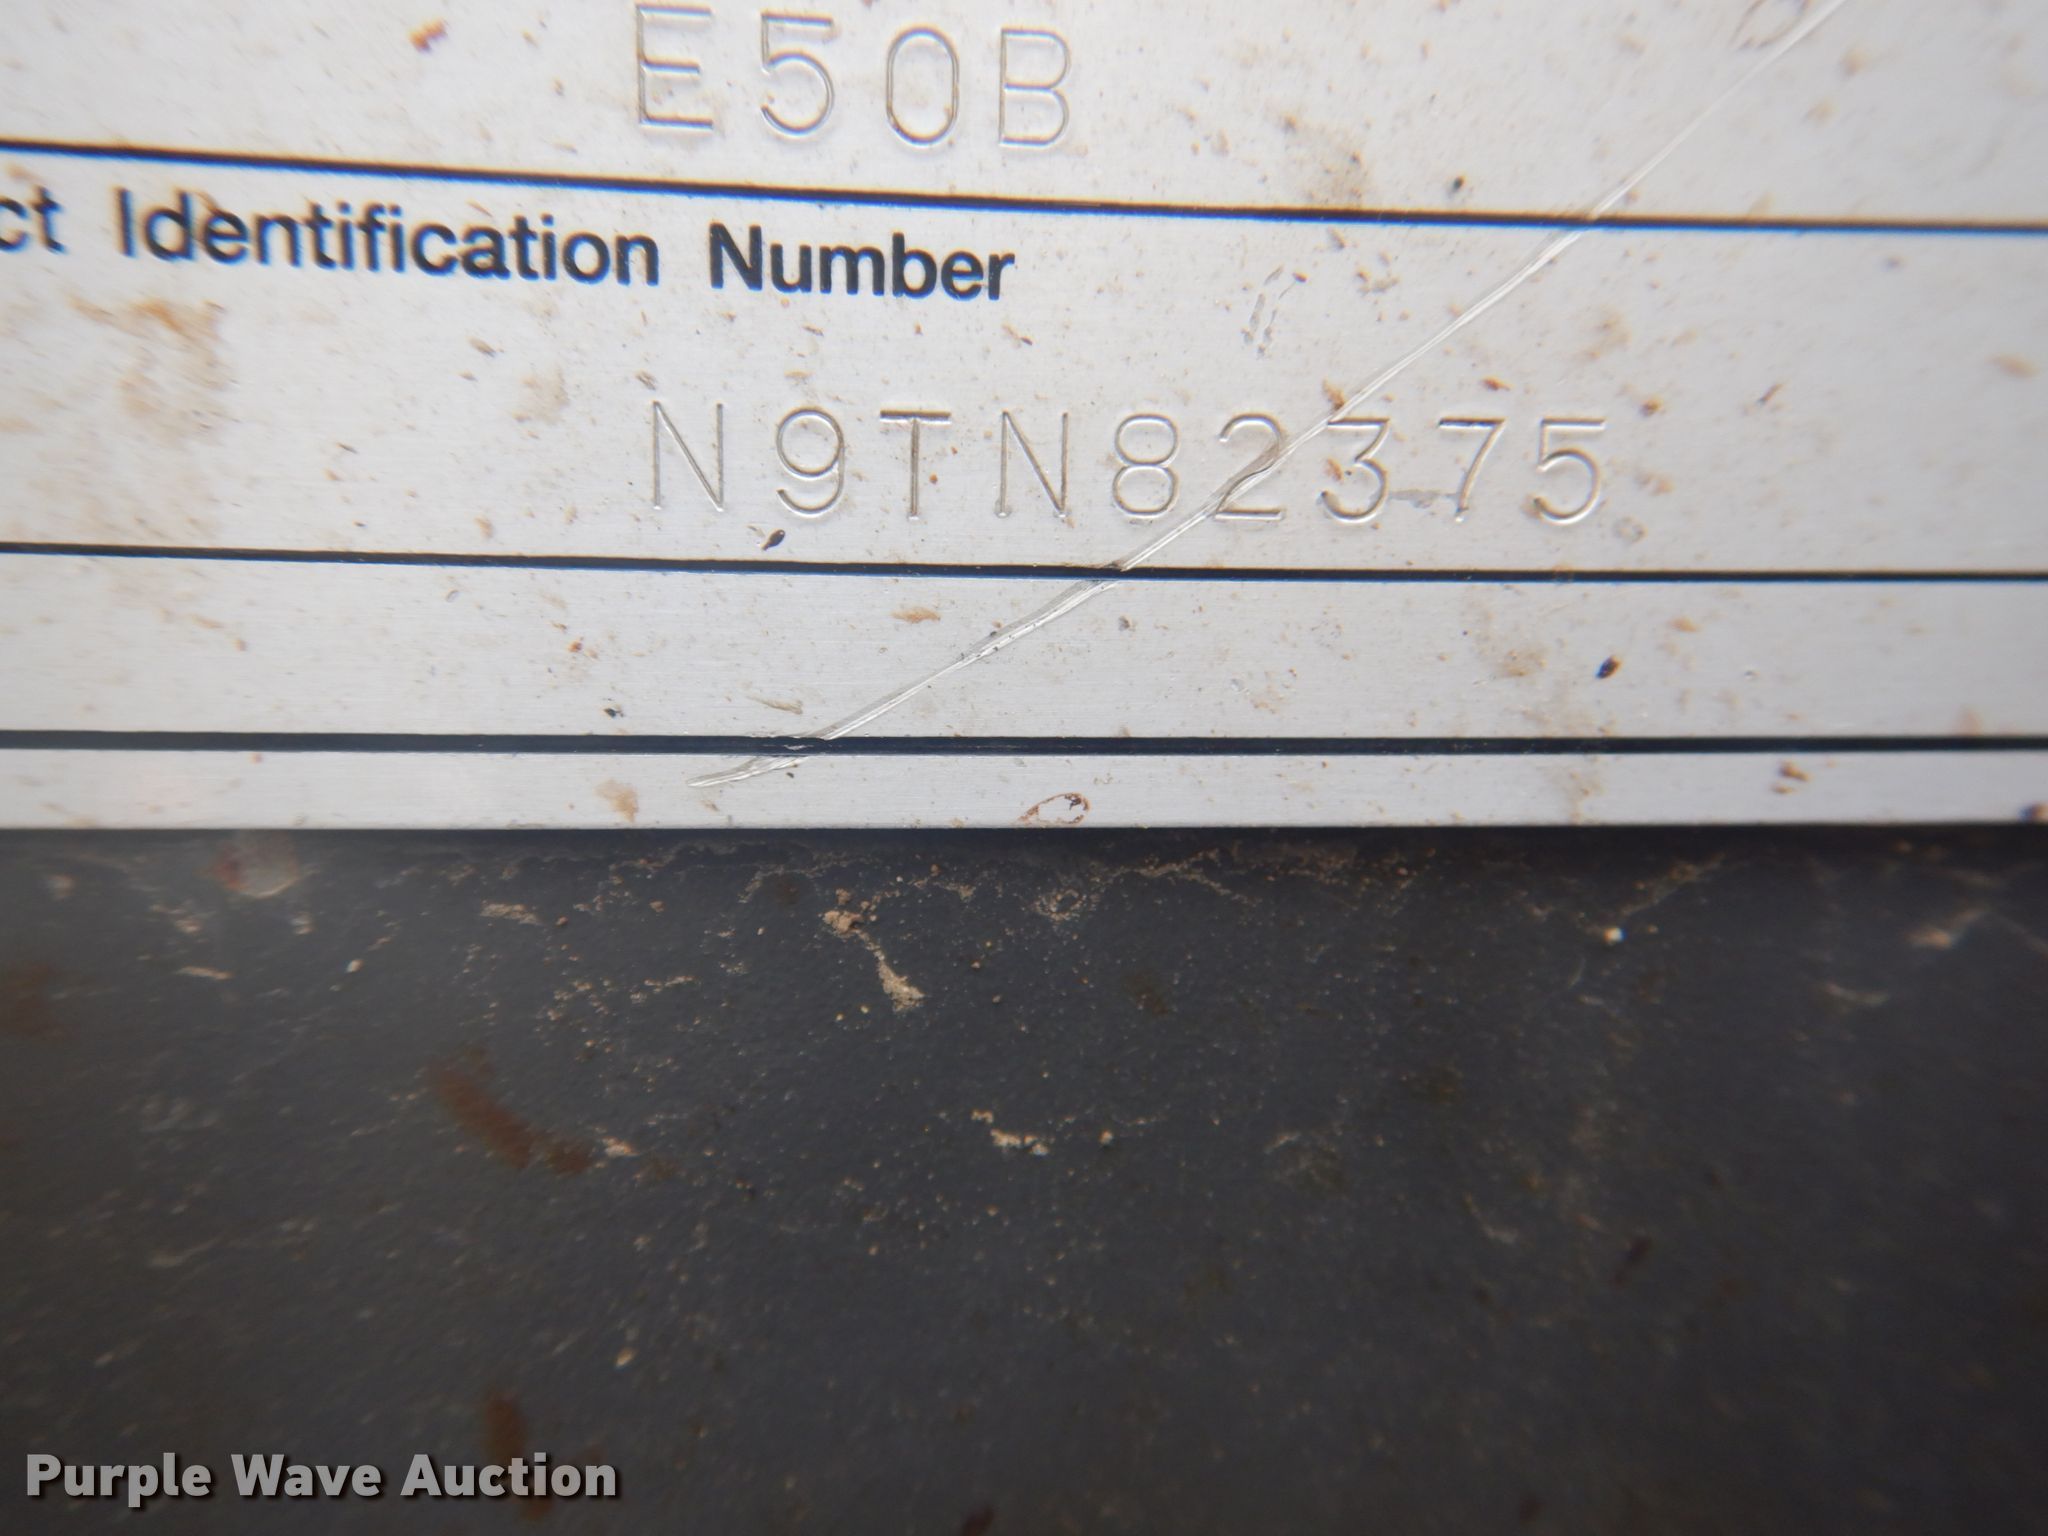 E50B
ct Identification Number
N9TN82375
Purple Wave Auction